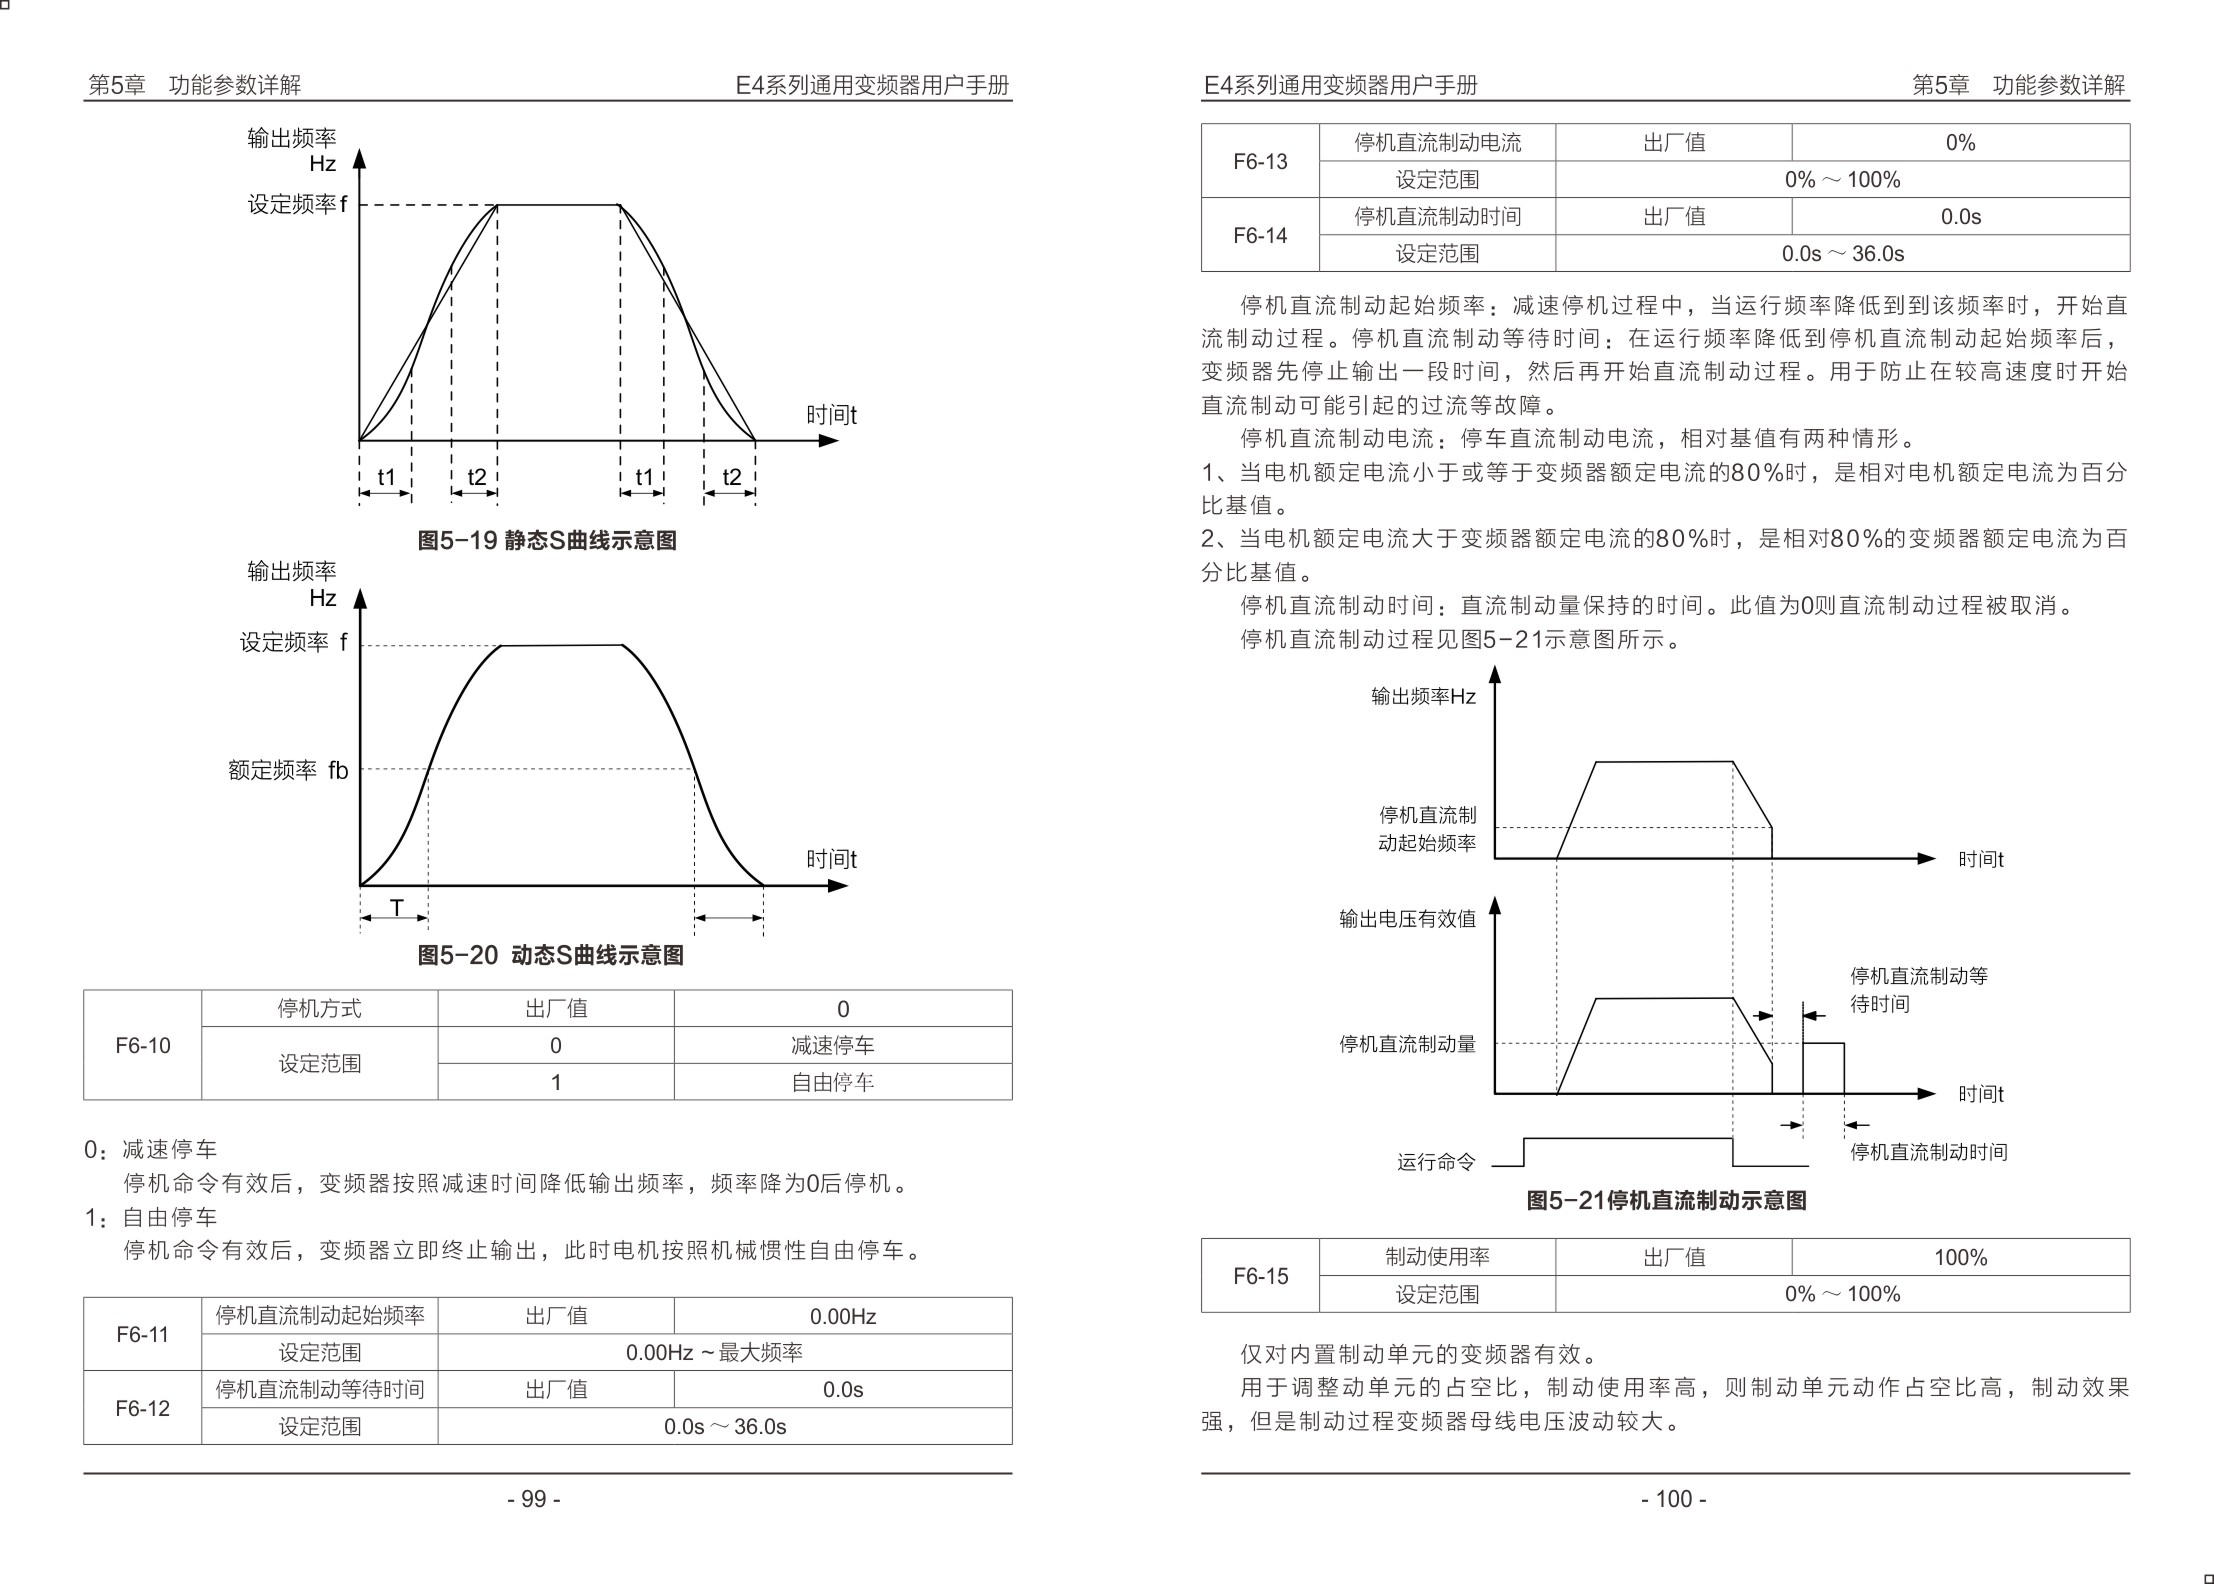 第5章　功能参数详解
E4系列通用变频器用户手册
输出频率
Hz
设定频率f
时间t
t1
t2
t1
t2
图5-19 静态S曲线示意图
输出频率
Hz
设定频率 f
额定频率 fb
时间t
T
图5-20 动态S曲线示意图
F6-10
停机方式
出厂值
0
设定范围
0
减速停车
1
自由停车
0：减速停车
停机命令有效后，变频器按照减速时间降低输出频率，频率降为0后停机。
1：自由停车
停机命令有效后，变频器立即终止输出，此时电机按照机械惯性自由停车。
F6-11
停机直流制动起始频率
出厂值
0.00Hz
设定范围
0.00Hz ~最大频率
F6-12
停机直流制动等待时间
出厂值
0.0s
设定范围
0.0s ～ 36.0s
- 99 -
E4系列通用变频器用户手册
第5章　功能参数详解
F6-13
停机直流制动电流
出厂值
0%
设定范围
0% ～ 100%
F6-14
停机直流制动时间
出厂值
0.0s
设定范围
0.0s ～ 36.0s
停机直流制动起始频率：减速停机过程中，当运行频率降低到到该频率时，开始直
流制动过程。停机直流制动等待时间：在运行频率降低到停机直流制动起始频率后，
变频器先停止输出一段时间，然后再开始直流制动过程。用于防止在较高速度时开始
直流制动可能引起的过流等故障。
停机直流制动电流：停车直流制动电流，相对基值有两种情形。
1、当电机额定电流小于或等于变频器额定电流的80%时，是相对电机额定电流为百分
比基值。
2、当电机额定电流大于变频器额定电流的80%时，是相对80%的变频器额定电流为百
分比基值。
停机直流制动时间：直流制动量保持的时间。此值为0则直流制动过程被取消。
停机直流制动过程见图5-21示意图所示。
输出频率Hz
停机直流制
动起始频率
时间t
输出电压有效值
停机直流制动等
待时间
停机直流制动量
时间t
停机直流制动时间
运行命令
图5-21停机直流制动示意图
F6-15
制动使用率
出厂值
100%
设定范围
0% ～ 100%
仅对内置制动单元的变频器有效。
用于调整动单元的占空比，制动使用率高，则制动单元动作占空比高，制动效果
强，但是制动过程变频器母线电压波动较大。
- 100 -